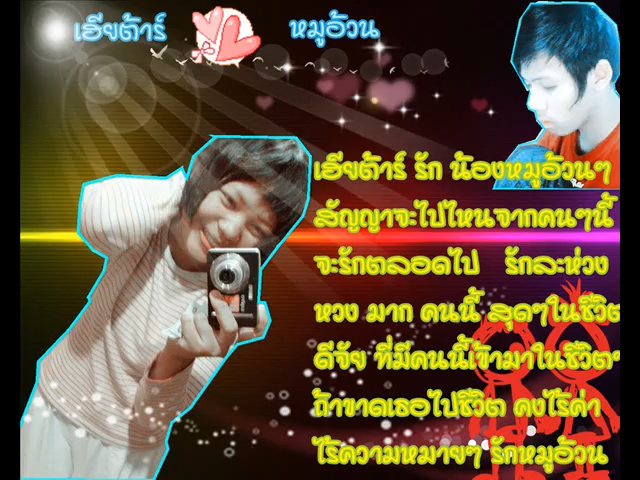 เฮียต้าร์ หมูอ้วน
เฮียต้าร์ รัก น้องหมูอ้วนๆ
สัญญาจะไปไหนจากคนๆนี้
จะรักตลอดไป รักละห่วง
หวง มาก คนนี้ สุดๆในชีวิต
ดีจัย ที่มีคนนี้เข้ามาในชีวิต
ถ้าขาดเธอไปชีวิต คงไร้ค่า
ไร้ความหมายๆ รักหมูอ้วน